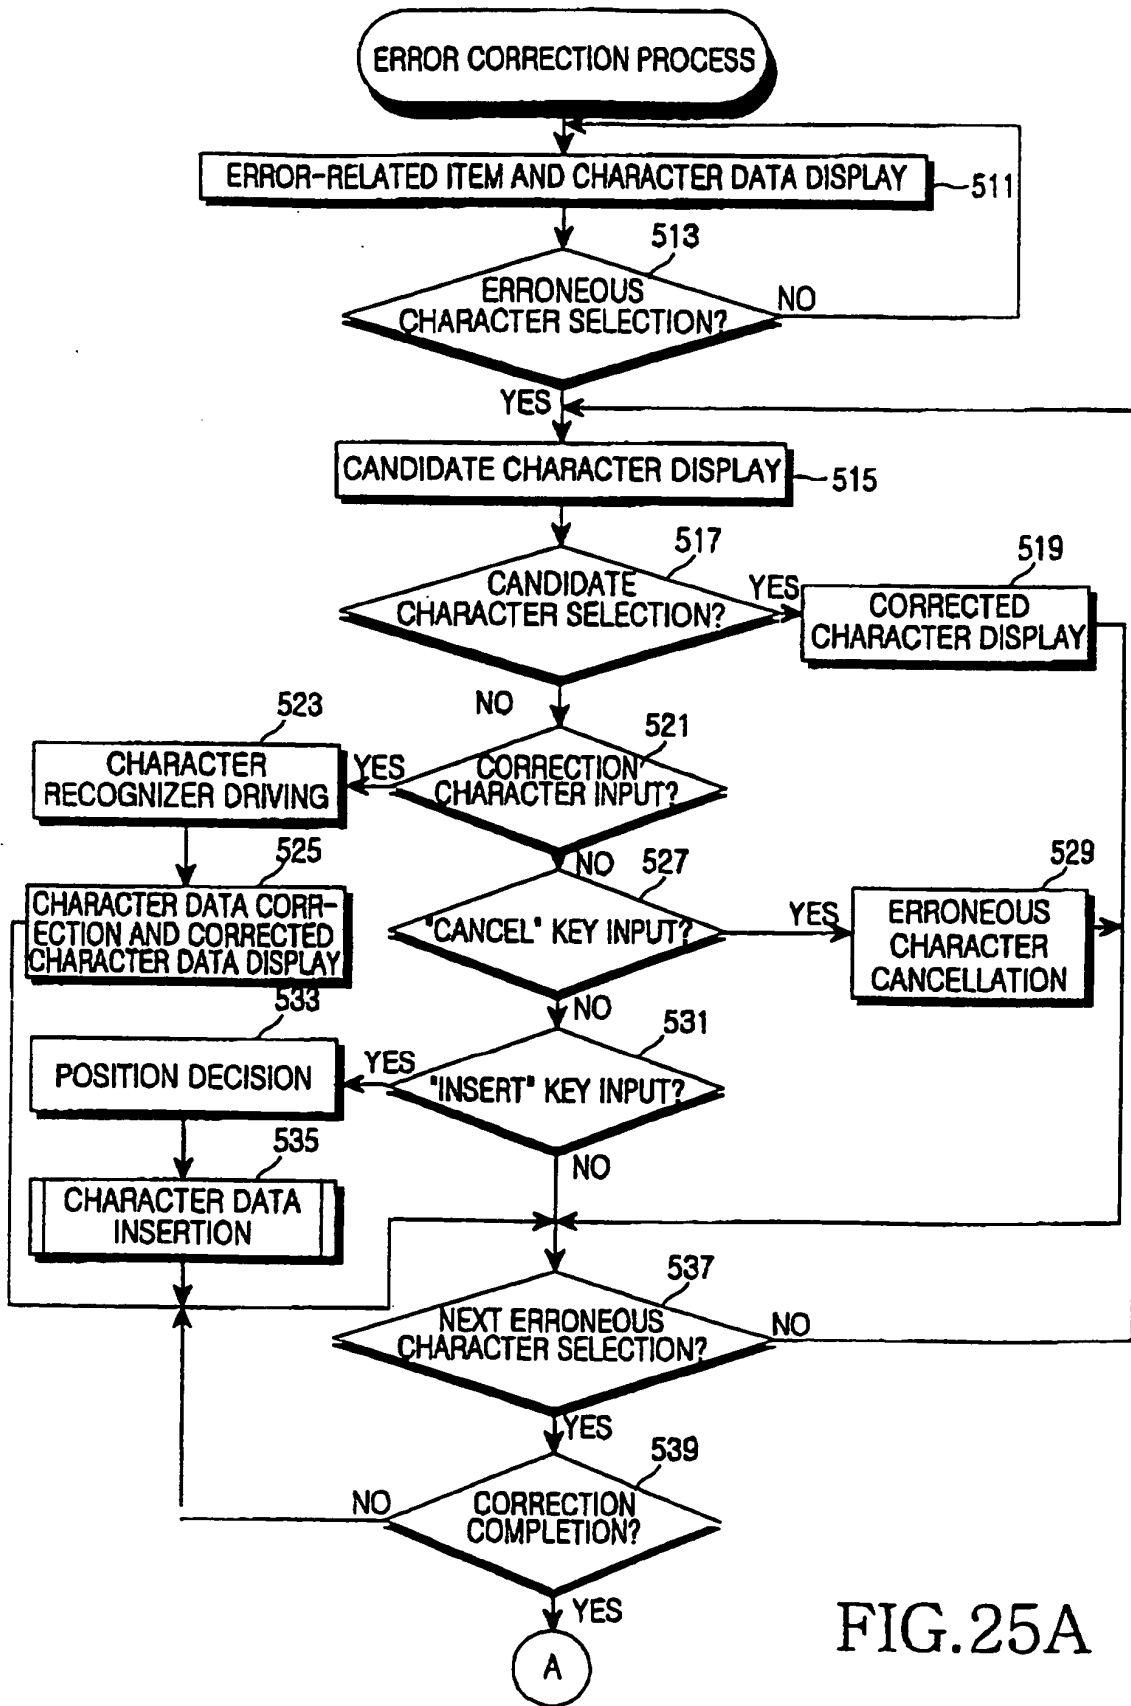 ERROR CORRECTION PROCESS
ERROR-RELATED ITEM AND CHARACTER DATA DISPLAY
511
513
ERRONEOUS
CHARACTER SELECTION?
NO
YES
CANDIDATE CHARACTER DISPLAY
515
517
CANDIDATE
CHARACTER SELECTION?
YES
519
CORRECTED
CHARACTER DISPLAY
NO
523
CHARACTER
RECOGNIZER DRIVING
YES
521
CORRECTION
CHARACTER INPUT?
NO
525
CHARACTER DATA CORR-
ECTION AND CORRECTED
CHARACTER DATA DISPLAY
527
"CANCEL" KEY INPUT?
YES
529
ERRONEOUS
CHARACTER
CANCELLATION
NO
533
POSITION DECISION
YES
531
"INSERT" KEY INPUT?
NO
535
CHARACTER DATA
INSERTION
537
NEXT ERRONEOUS
CHARACTER SELECTION?
NO
YES
539
NO
CORRECTION
COMPLETION?
YES
A
FIG.25A